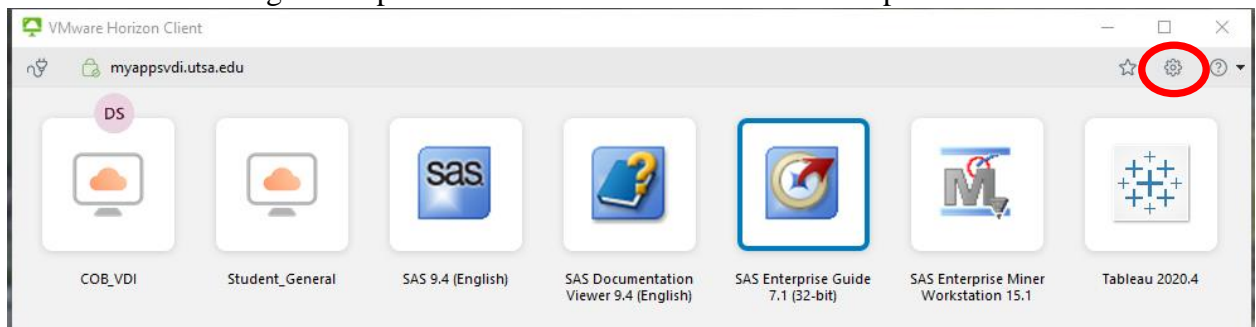 VMware Horizon Client
myappsvdi.utsa.edu
DS
sas
COB_VDI
Student_General
SAS 9.4 (English)
SAS Documentation
Viewer 9.4 (English)
SAS Enterprise Guide
7.1 (32-bit)
SAS Enterprise Miner
Workstation 15.1
Tableau 2020.4